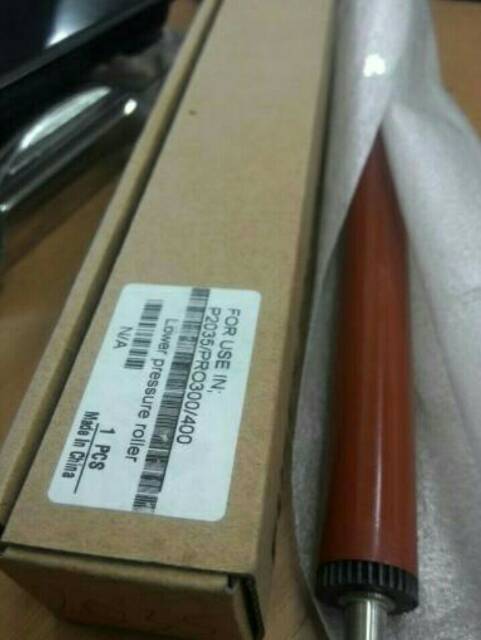 FOR USE IN;
P2035/PRO300/400
Lower pressure roller
N/A
1 PCS
Made in China